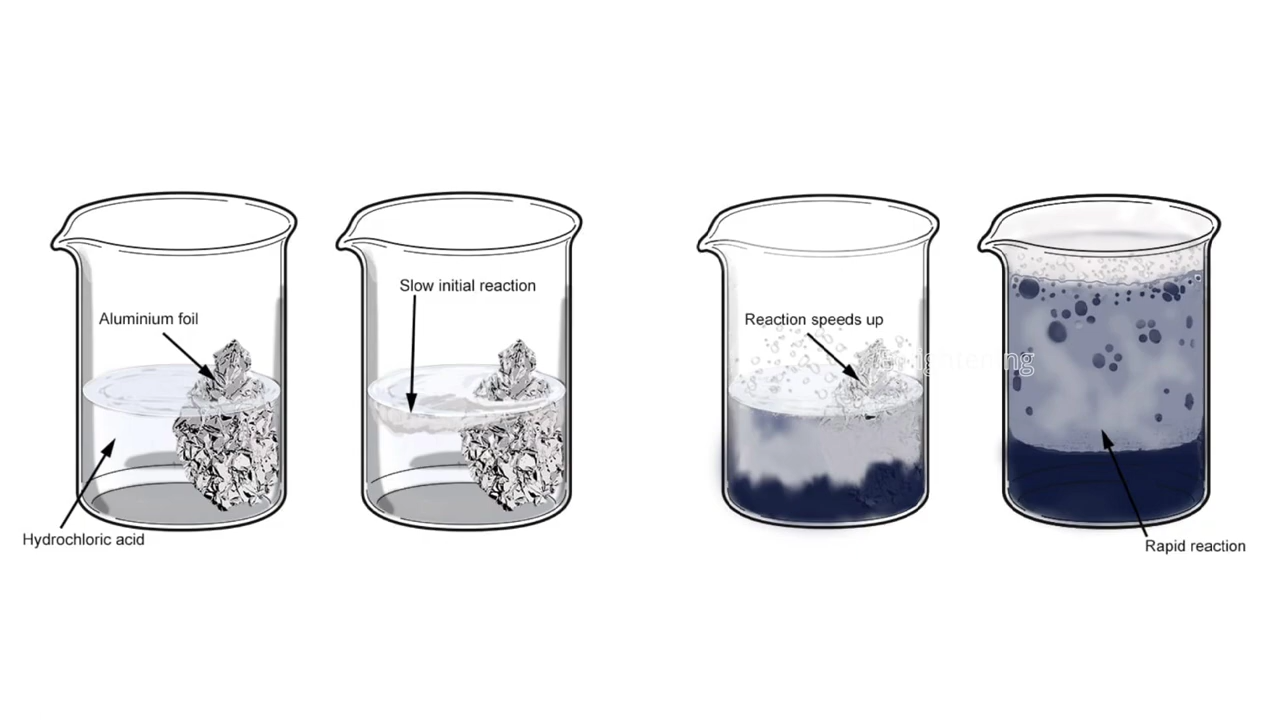 Slow initial reaction
Aluminium foil
Reaction speeds up
Hydrochloric acid
Rapid reaction